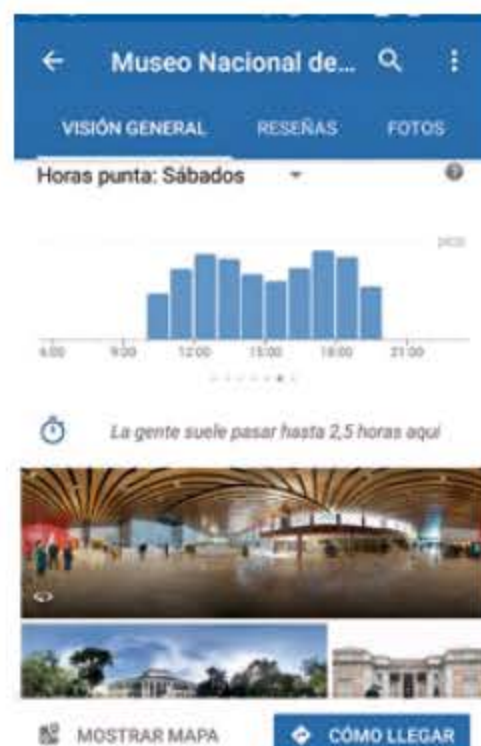 Museo Nacional de...
VISIÓN GENERAL RESEÑAS FOTOS
Horas punta: Sábados
6:00 9:00 12:00 15:00 18:00 21:00
La gente suele pasar hasta 2,5 horas aquí
MOSTRAR MAPA CÓMO LLEGAR